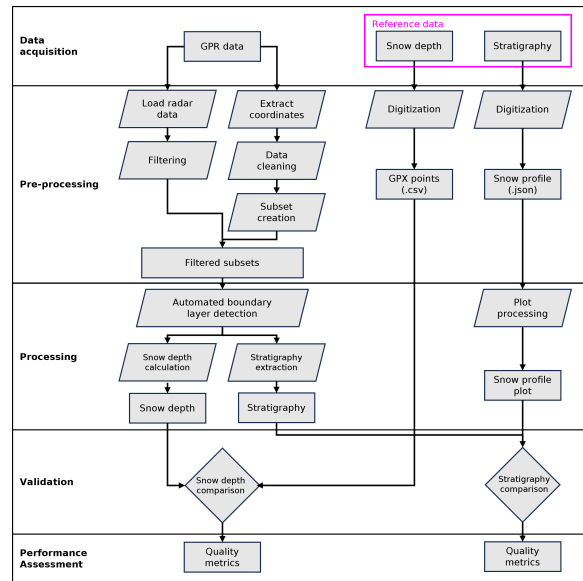 Reference data
Data
acquisition
GPR data
Snow depth
Stratigraphy
Load radar
data
Extract
coordinates
Digitization
Digitization
Filtering
Data
cleaning
Pre-processing
GPX points
(.csv)
Snow profile
(.json)
Subset
creation
Filtered subsets
Automated boundary
layer detection
Plot
processing
Processing
Snow depth
calculation
Stratigraphy
extraction
Snow profile
plot
Snow depth
Stratigraphy
Validation
Snow depth
comparison
Stratigraphy
comparison
Performance
Assessment
Quality
metrics
Quality
metrics